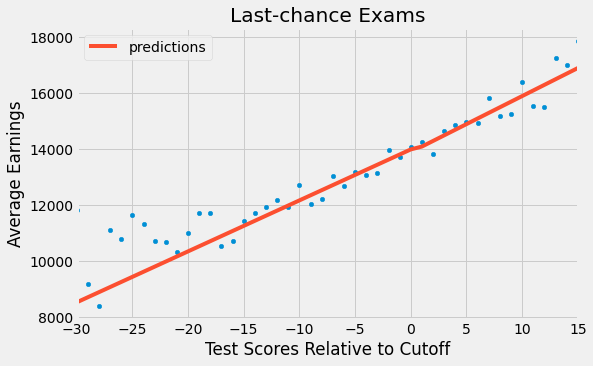 Last-chance Exams
predictions
18000
16000
14000
12000
10000
8000
Average Earnings
−30 −25 −20 −15 −10 −5 0 5 10 15
Test Scores Relative to Cutoff